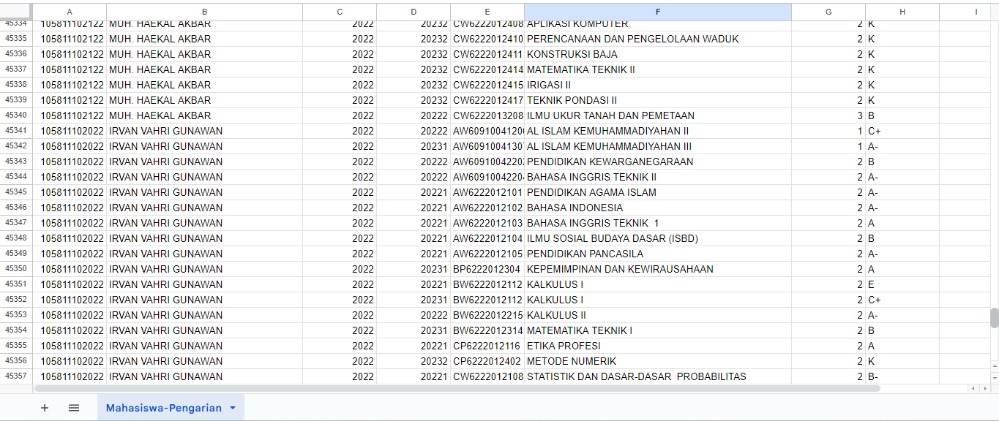 A B C D E F G H I
45334 105811102122 MUH. HAEKAL AKBAR 2022 20232 CW6222012408 APLIKASI KOMPUTER 2 K
45335 105811102122 MUH. HAEKAL AKBAR 2022 20232 CW6222012410 PERENCANAAN DAN PENGELOLAAN WADUK 2 K
45336 105811102122 MUH. HAEKAL AKBAR 2022 20232 CW6222012411 KONSTRUKSI BAJA 2 K
45337 105811102122 MUH. HAEKAL AKBAR 2022 20232 CW6222012414 MATEMATIKA TEKNIK II 2 K
45338 105811102122 MUH. HAEKAL AKBAR 2022 20232 CW6222012415 IRIGASI II 2 K
45339 105811102122 MUH. HAEKAL AKBAR 2022 20232 CW6222012417 TEKNIK PONDASI II 2 K
45340 105811102122 MUH. HAEKAL AKBAR 2022 20222 CW6222013208 ILMU UKUR TANAH DAN PEMETAAN 3 B
45341 105811102022 IRVAN VAHRI GUNAWAN 2022 20222 AW6091004120 AL ISLAM KEMUHAMMADIYAHAN II 1 C+
45342 105811102022 IRVAN VAHRI GUNAWAN 2022 20231 AW6091004130 AL ISLAM KEMUHAMMADIYAHAN III 1 A-
45343 105811102022 IRVAN VAHRI GUNAWAN 2022 20222 AW6091004220 PENDIDIKAN KEWARGANEGARAAN 2 B
45344 105811102022 IRVAN VAHRI GUNAWAN 2022 20222 AW6091004220 BAHASA INGGRIS TEKNIK II 2 A-
45345 105811102022 IRVAN VAHRI GUNAWAN 2022 20221 AW6222012101 PENDIDIKAN AGAMA ISLAM 2 A-
45346 105811102022 IRVAN VAHRI GUNAWAN 2022 20221 AW6222012102 BAHASA INDONESIA 2 A-
45347 105811102022 IRVAN VAHRI GUNAWAN 2022 20221 AW6222012103 BAHASA INGGRIS TEKNIK  1 2 A
45348 105811102022 IRVAN VAHRI GUNAWAN 2022 20221 AW6222012104 ILMU SOSIAL BUDAYA DASAR (ISBD) 2 B
45349 105811102022 IRVAN VAHRI GUNAWAN 2022 20221 AW6222012105 PENDIDIKAN PANCASILA 2 A-
45350 105811102022 IRVAN VAHRI GUNAWAN 2022 20231 BP6222012304 KEPEMIMPINAN DAN KEWIRAUSAHAAN 2 A
45351 105811102022 IRVAN VAHRI GUNAWAN 2022 20221 BW6222012112 KALKULUS I 2 E
45352 105811102022 IRVAN VAHRI GUNAWAN 2022 20231 BW6222012112 KALKULUS I 2 C+
45353 105811102022 IRVAN VAHRI GUNAWAN 2022 20222 BW6222012215 KALKULUS II 2 A-
45354 105811102022 IRVAN VAHRI GUNAWAN 2022 20231 BW6222012314 MATEMATIKA TEKNIK I 2 B
45355 105811102022 IRVAN VAHRI GUNAWAN 2022 20221 CP6222012116 ETIKA PROFESI 2 A
45356 105811102022 IRVAN VAHRI GUNAWAN 2022 20232 CP6222012402 METODE NUMERIK 2 K
45357 105811102022 IRVAN VAHRI GUNAWAN 2022 20221 CW6222012108 STATISTIK DAN DASAR-DASAR  PROBABILITAS 2 B-
Mahasiswa-Pengarian